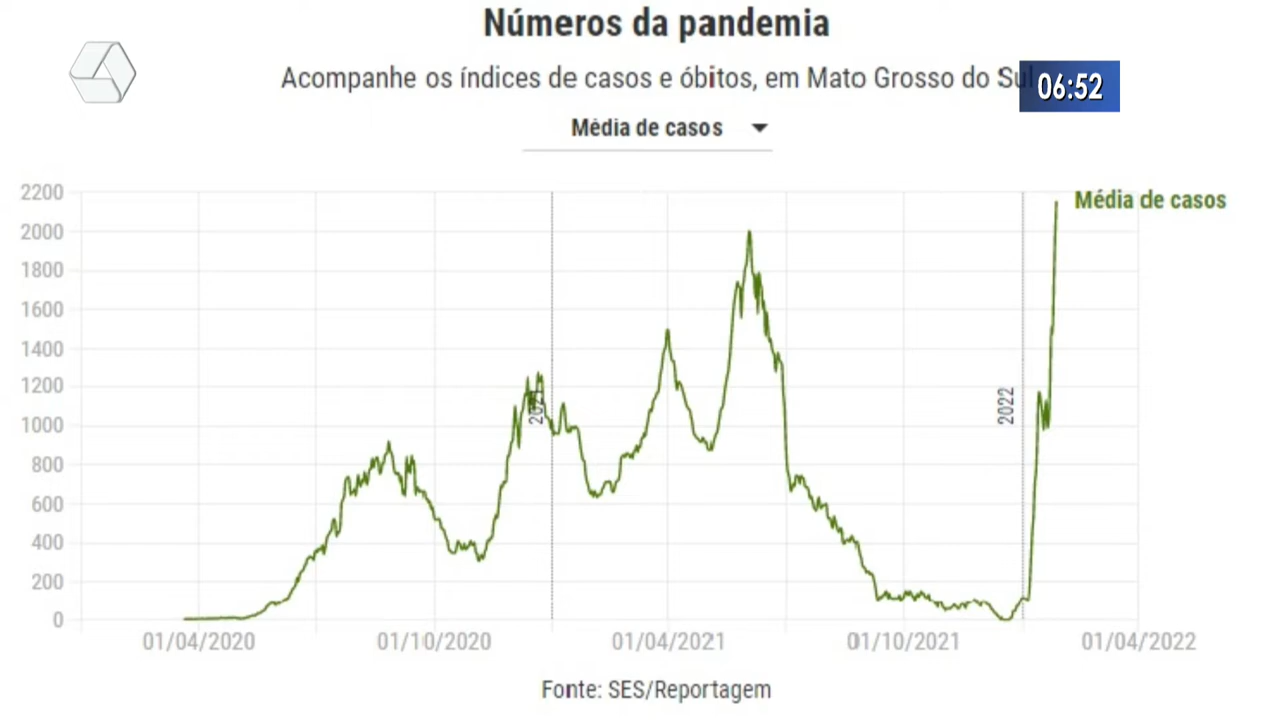 Números da pandemia
Acompanhe os índices de casos e óbitos, em Mato Grosso do Sul
06:52
Média de casos
2200
Média de casos
2000
1800
1600
1400
1200
2021
2022
1000
800
600
400
200
0
01/04/2020 01/10/2020 01/04/2021 01/10/2021 01/04/2022
Fonte: SES/Reportagem